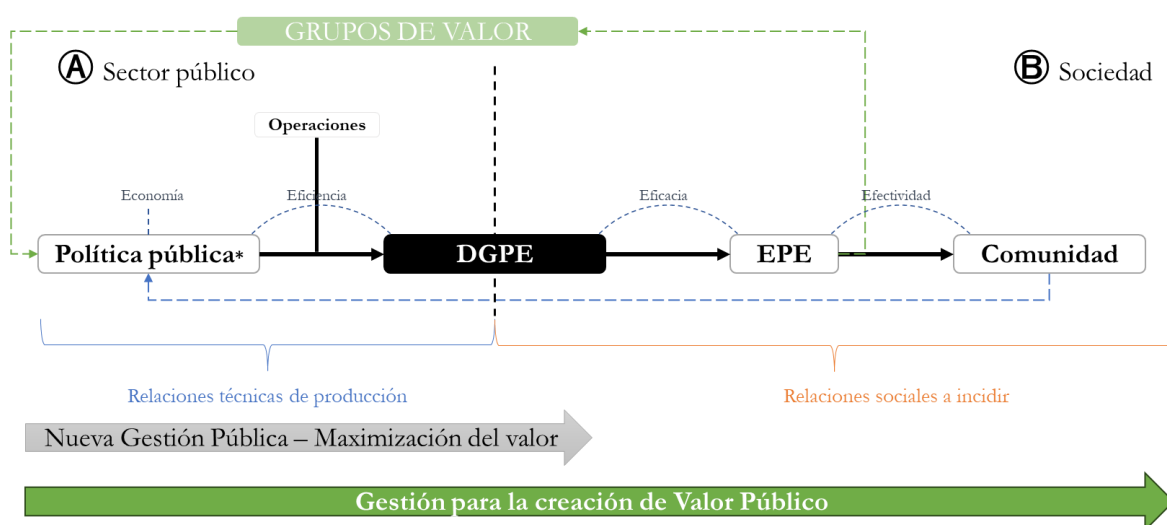 GRUPOS DE VALOR
A Sector público
B Sociedad
Operaciones
Economía
Eficiencia
Eficacia
Efectividad
Política pública*
DGPE
EPE
Comunidad
Relaciones técnicas de producción
Relaciones sociales a incidir
Nueva Gestión Pública – Maximización del valor
Gestión para la creación de Valor Público